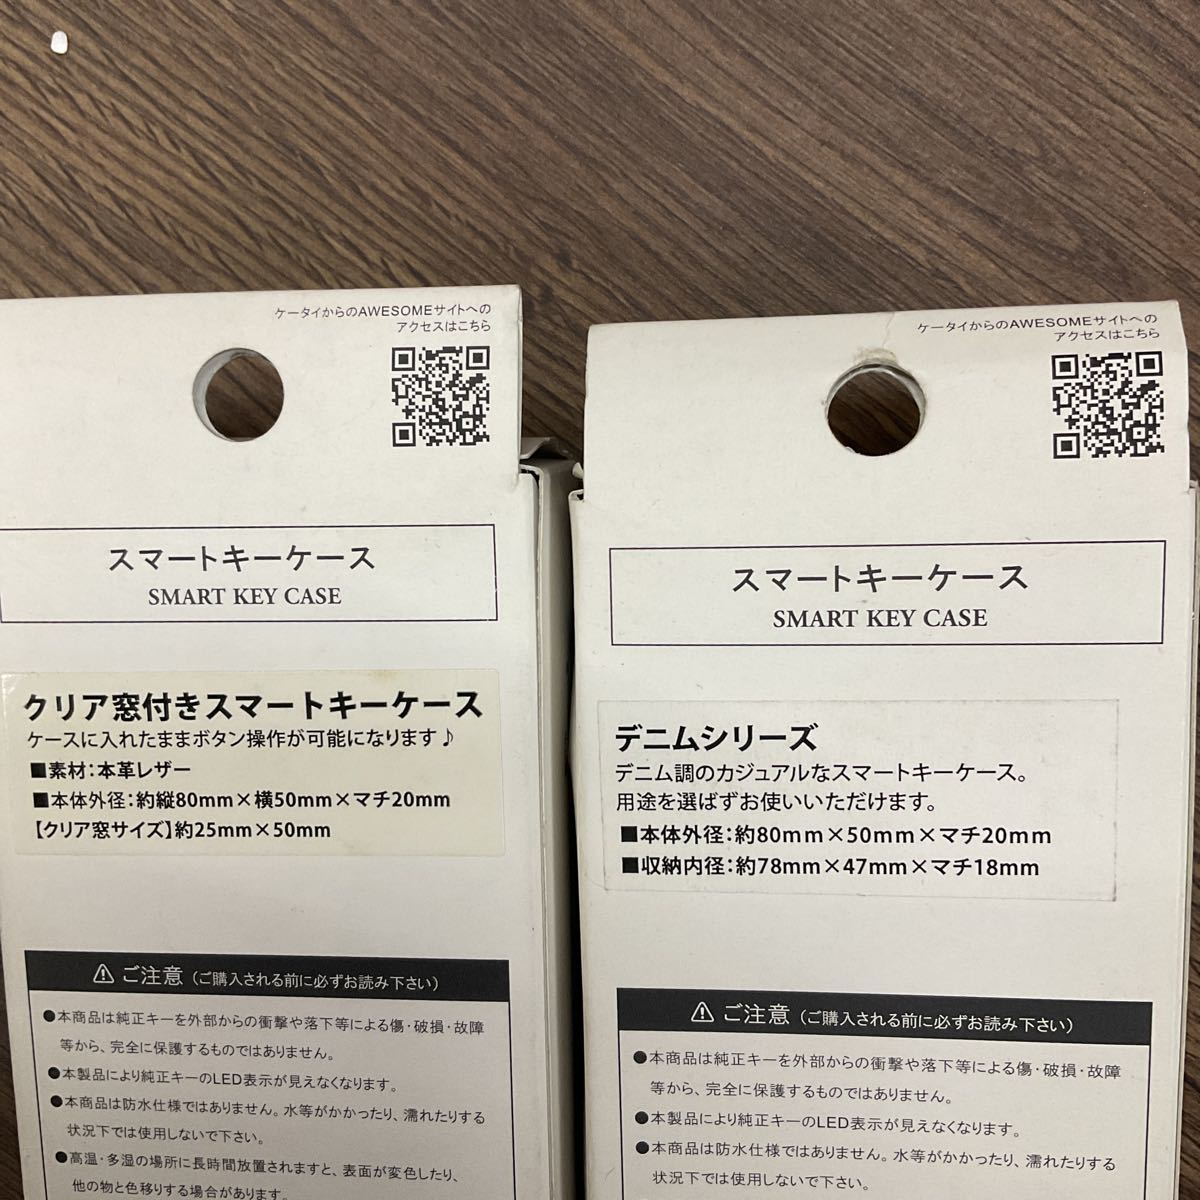 ケータイからのAWESOMEサイトへの
アクセスはこちら
スマートキーケース
SMART KEY CASE
クリア窓付きスマートキーケース
ケースに入れたままボタン操作が可能になります♪
■素材：本革レザー
■本体外径：約縦80mm×横50mm×マチ20mm
【クリア窓サイズ】約25mm×50mm
⚠ご注意（ご購入される前に必ずお読み下さい）
●本商品は純正キーを外部からの衝撃や落下等による傷・破損・故障
等から、完全に保護するものではありません。
●本製品により純正キーのLED表示が見えなくなります。
●本商品は防水仕様ではありません。水等がかかったり、濡れたりする
状況下では使用しないで下さい。
●高温・多湿の場所に長時間放置されますと、表面が変色したり、
他の物と色移りする場合があります。
ケータイからのAWESOMEサイトへの
アクセスはこちら
スマートキーケース
SMART KEY CASE
デニムシリーズ
デニム調のカジュアルなスマートキーケース。
用途を選ばずお使いいただけます。
■本体外径：約80mm×50mm×マチ20mm
■収納内径：約78mm×47mm×マチ18mm
⚠ご注意（ご購入される前に必ずお読み下さい）
●本商品は純正キーを外部からの衝撃や落下等による傷・破損・故障
等から、完全に保護するものではありません。
●本製品により純正キーのLED表示が見えなくなります。
●本商品は防水仕様ではありません。水等がかかったり、濡れたりする
状況下では使用しないで下さい。